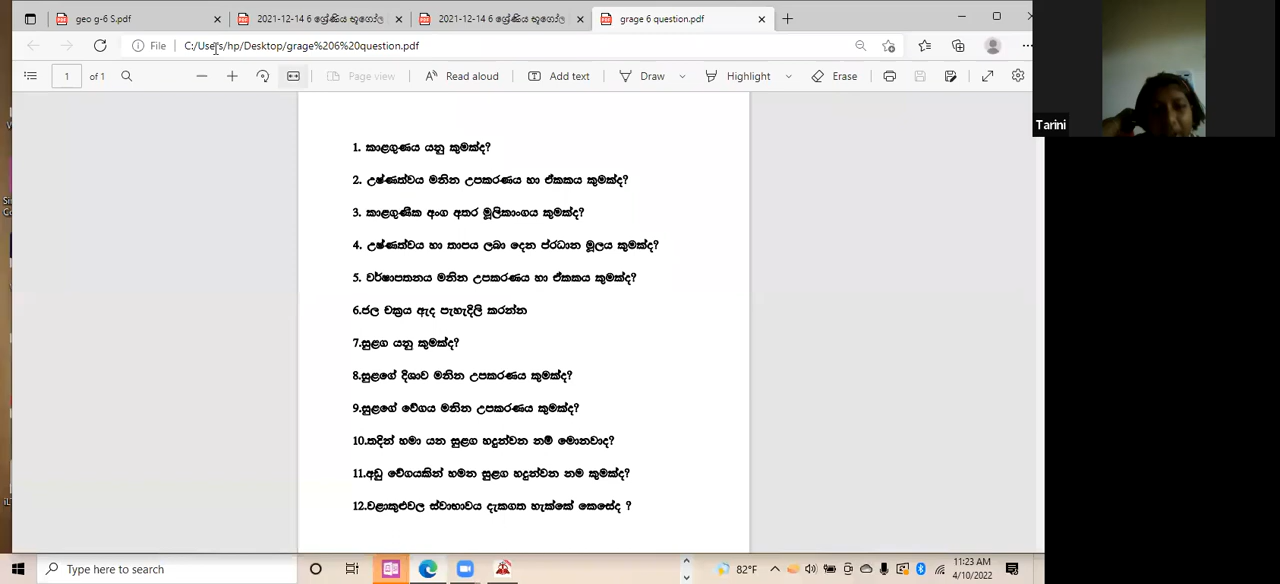 geo g-6 S.pdf
2021-12-14 6 ශ්‍රේණිය භූගෝල
2021-12-14 6 ශ්‍රේණිය භූගෝල
grage 6 question.pdf
File C:/Users/hp/Desktop/grage%206%20question.pdf
1 of 1 Page view Read aloud Add text Draw Highlight Erase
Tarini
1. කාළගුණය යනු කුමක්ද?
2. උෂ්ණත්වය මනින උපකරණය හා ඒකකය කුමක්ද?
3. කාළගුණික අංග අතර මූලිකාංගය කුමක්ද?
4. උෂ්ණත්වය හා තාපය ලබා දෙන ප්රධාන මූලය කුමක්ද?
5. වර්ෂාපතනය මනින උපකරණය හා ඒකකය කුමක්ද?
6.ජල චක්‍රය ඇද පැහැදිලි කරන්න
7.සුළග යනු කුමක්ද?
8.සුළගේ දිශාව මනින උපකරණය කුමක්ද?
9.සුළගේ වේගය මනින උපකරණය කුමක්ද?
10.තදින් හමා යන සුළග හදුන්වන නම් මොනවාද?
11.අඩු වේගයකින් හමන සුළග හදුන්වන නම කුමක්ද?
12.වළාකුළුවල ස්වාභාවය දැකගත හැක්කේ කෙසේද ?
Type here to search
82°F
11:23 AM
4/10/2022